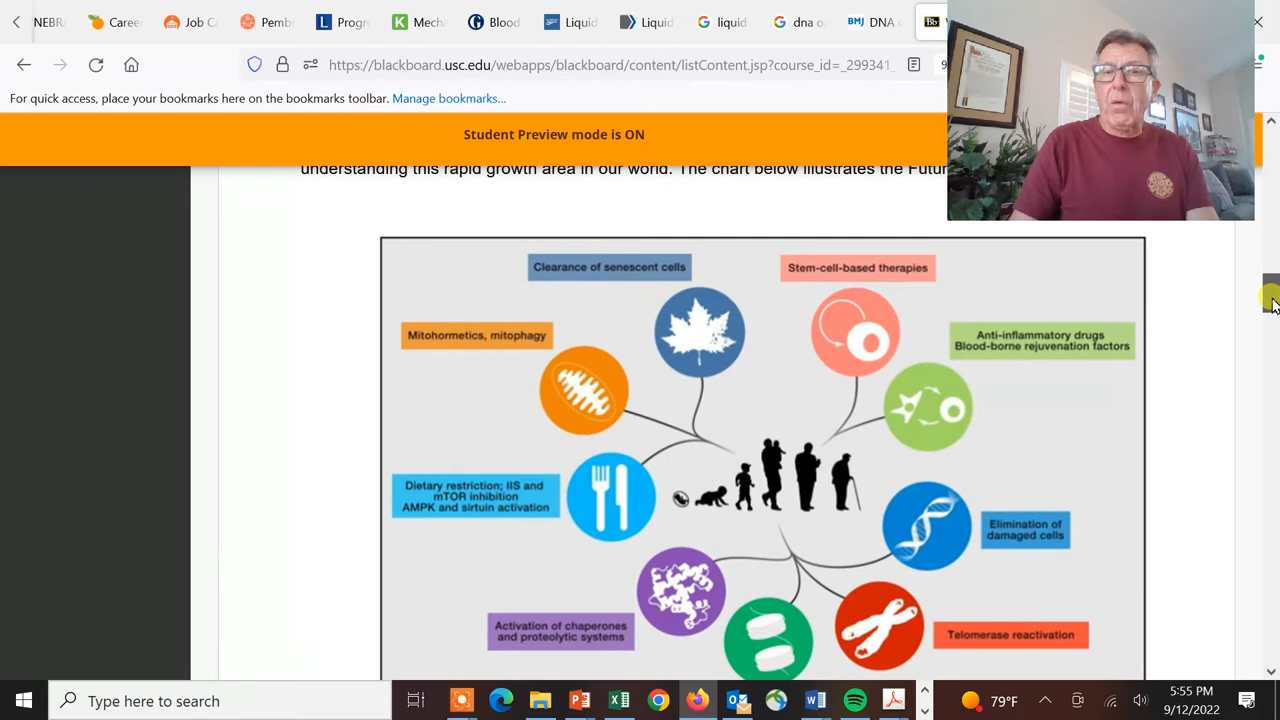 NEBRA
Career
Job C
Pemb
Progre
Mech
Blood
Liquid
Liquid
liquid
dna o
DNA
https://blackboard.usc.edu/webapps/blackboard/content/listContent.jsp?course_id=_299341_
9
For quick access, place your bookmarks here on the bookmarks toolbar. Manage bookmarks...
Student Preview mode is ON
understanding this rapid growth area in our world. The chart below illustrates the Futur
Clearance of senescent cells
Stem-cell-based therapies
Mitohormetics, mitophagy
Anti-inflammatory drugs
Blood-borne rejuvenation factors
Dietary restriction; IIS and
mTOR inhibition
AMPK and sirtuin activation
Elimination of
damaged cells
Activation of chaperones
and proteolytic systems
Telomerase reactivation
Type here to search
79°F
5:55 PM
9/12/2022